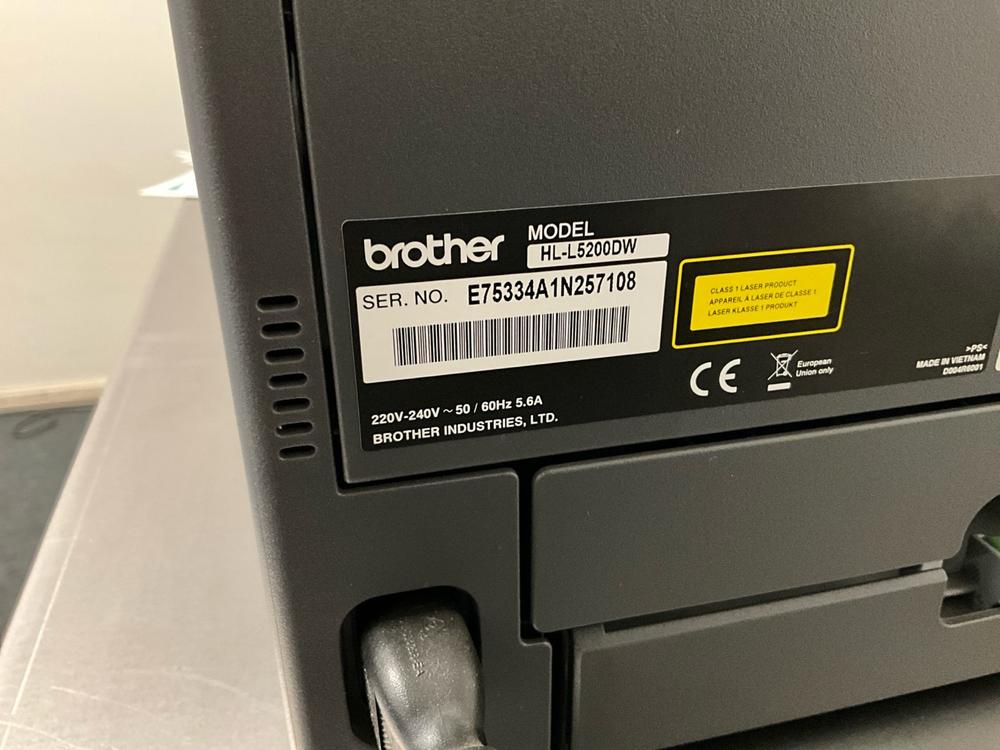 brother
MODEL
HL-L5200DW
SER. NO. E75334A1N257108
CLASS 1 LASER PRODUCT
APPAREIL À LASER DE CLASSE 1
LASER KLASSE 1 PRODUKT
CE
European
Union only
>PS<
MADE IN VIETNAM
D004R6001
220V-240V ~ 50 / 60Hz 5.6A
BROTHER INDUSTRIES, LTD.